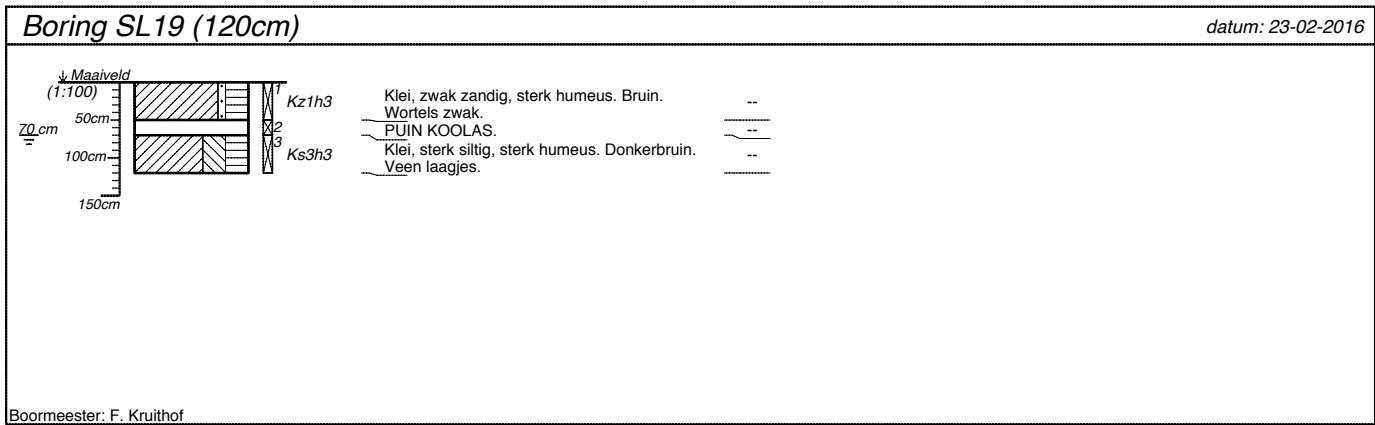 Boring SL19 (120cm)
datum: 23-02-2016
Maaiveld
(1:100)
50cm
70 cm
100cm
150cm
1
2
3
Kz1h3
Ks3h3
Klei, zwak zandig, sterk humeus. Bruin.
Wortels zwak.
--
PUIN KOOLAS.
--
Klei, sterk siltig, sterk humeus. Donkerbruin.
Veen laagjes.
--
Boormeester: F. Kruithof